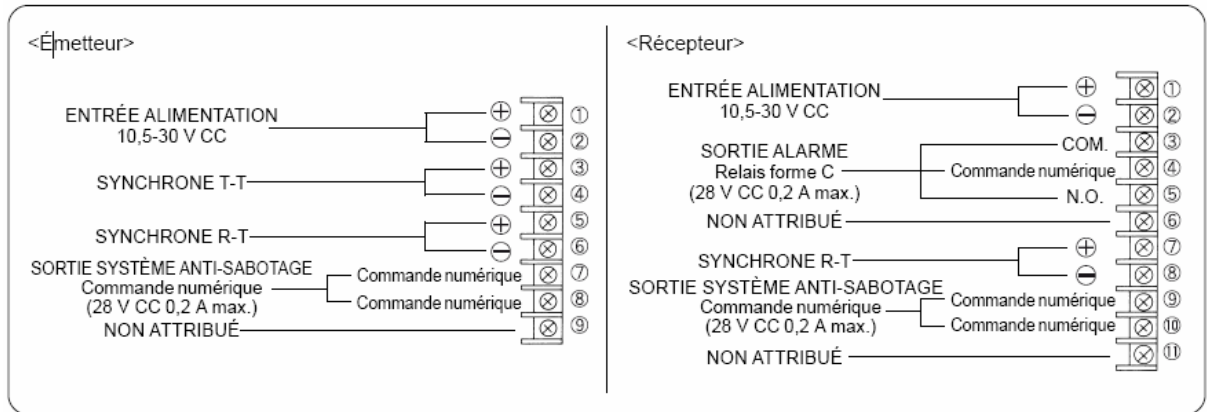 <Émetteur>
ENTRÉE ALIMENTATION
10,5-30 V CC
⊕ ①
⊖ ②
SYNCHRONE T-T
⊕ ③
⊖ ④
SYNCHRONE R-T
⊕ ⑤
⊖ ⑥
SORTIE SYSTÈME ANTI-SABOTAGE
Commande numérique
(28 V CC 0,2 A max.)
Commande numérique ⑦
Commande numérique ⑧
NON ATTRIBUÉ ⑨
<Récepteur>
ENTRÉE ALIMENTATION
10,5-30 V CC
⊕ ①
⊖ ②
SORTIE ALARME
Relais forme C
(28 V CC 0,2 A max.)
COM. ③
Commande numérique ④
N.O. ⑤
NON ATTRIBUÉ ⑥
SYNCHRONE R-T
⊕ ⑦
⊖ ⑧
SORTIE SYSTÈME ANTI-SABOTAGE
Commande numérique
(28 V CC 0,2 A max.)
Commande numérique ⑨
Commande numérique ⑩
NON ATTRIBUÉ ⑪